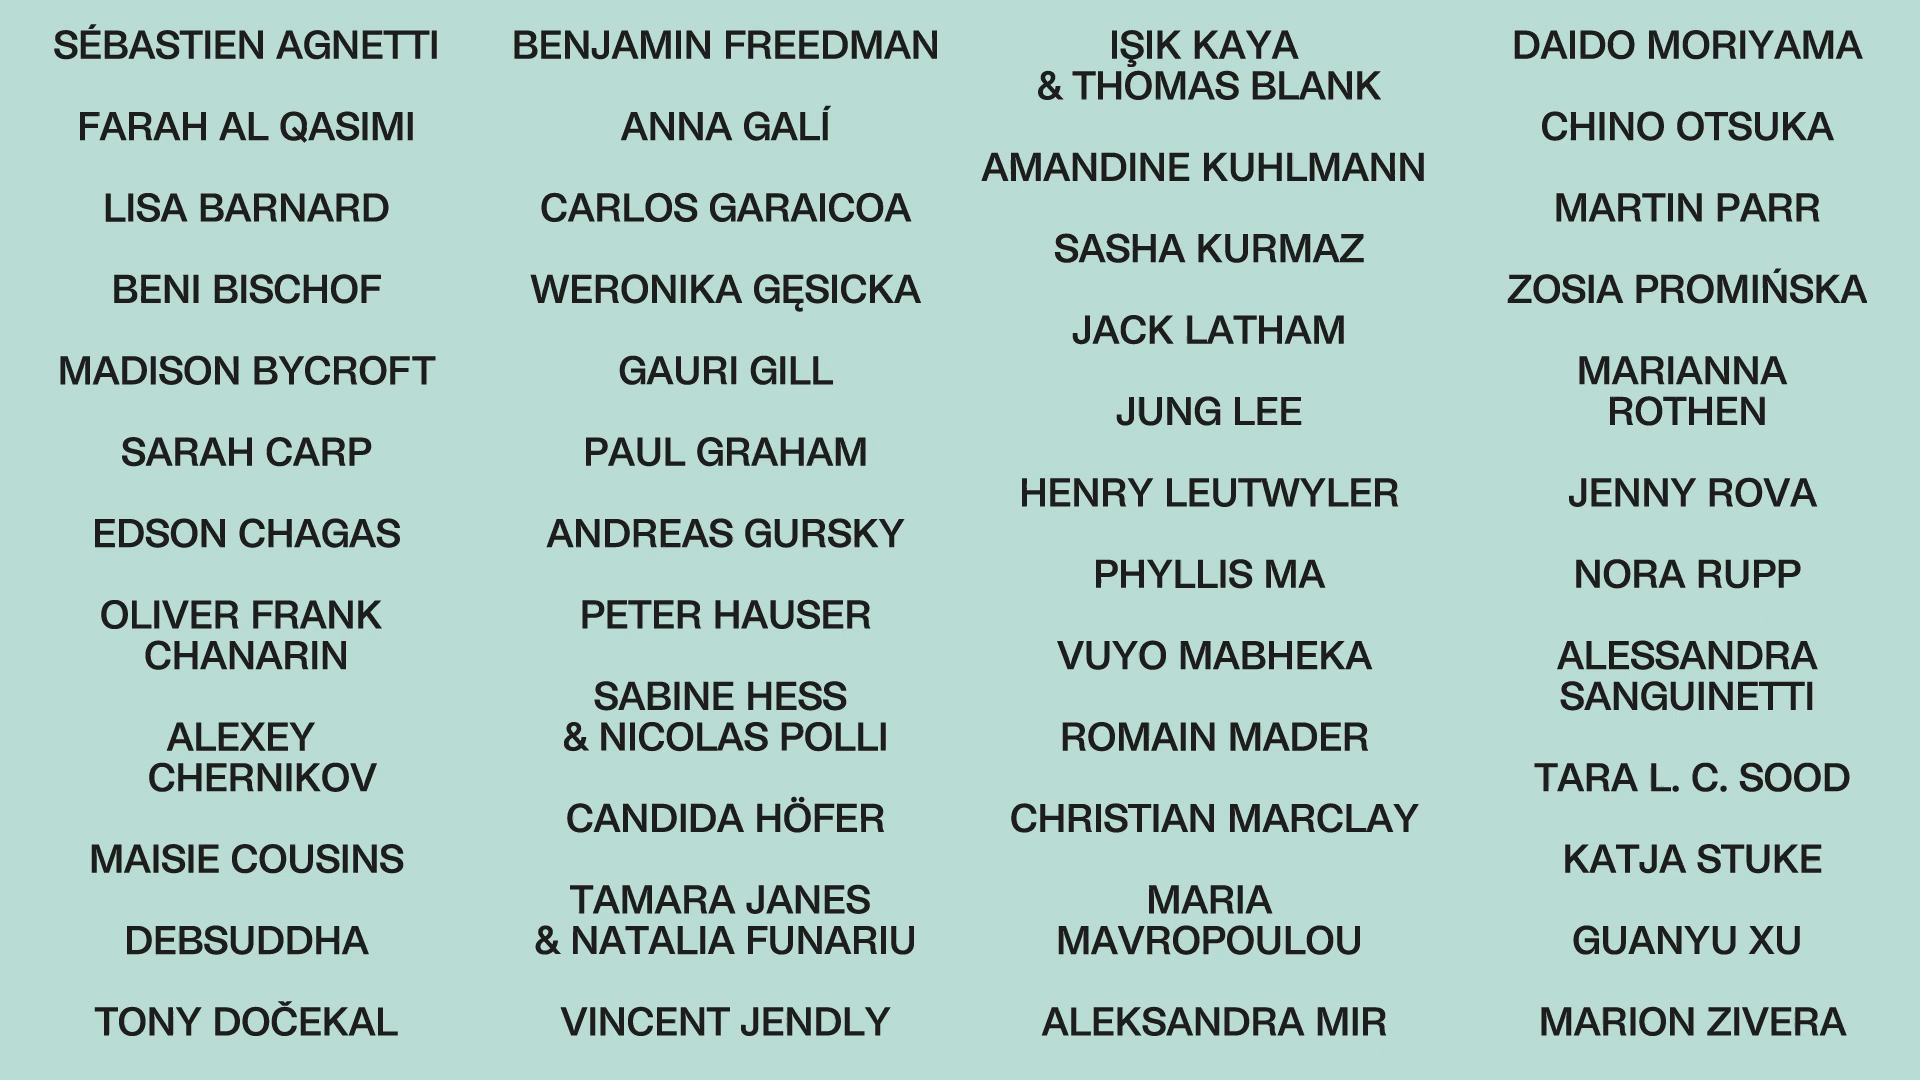 SÉBASTIEN AGNETTI
FARAH AL QASIMI
LISA BARNARD
BENI BISCHOF
MADISON BYCROFT
SARAH CARP
EDSON CHAGAS
OLIVER FRANK
CHANARIN
ALEXEY
CHERNIKOV
MAISIE COUSINS
DEBSUDDHA
TONY DOČEKAL
BENJAMIN FREEDMAN
ANNA GALÍ
CARLOS GARAICOA
WERONIKA GĘSICKA
GAURI GILL
PAUL GRAHAM
ANDREAS GURSKY
PETER HAUSER
SABINE HESS
& NICOLAS POLLI
CANDIDA HÖFER
TAMARA JANES
& NATALIA FUNARIU
VINCENT JENDLY
IŞIK KAYA
& THOMAS BLANK
AMANDINE KUHLMANN
SASHA KURMAZ
JACK LATHAM
JUNG LEE
HENRY LEUTWYLER
PHYLLIS MA
VUYO MABHEKA
ROMAIN MADER
CHRISTIAN MARCLAY
MARIA
MAVROPOULOU
ALEKSANDRA MIR
DAIDO MORIYAMA
CHINO OTSUKA
MARTIN PARR
ZOSIA PROMIŃSKA
MARIANNA
ROTHEN
JENNY ROVA
NORA RUPP
ALESSANDRA
SANGUINETTI
TARA L. C. SOOD
KATJA STUKE
GUANYU XU
MARION ZIVERA